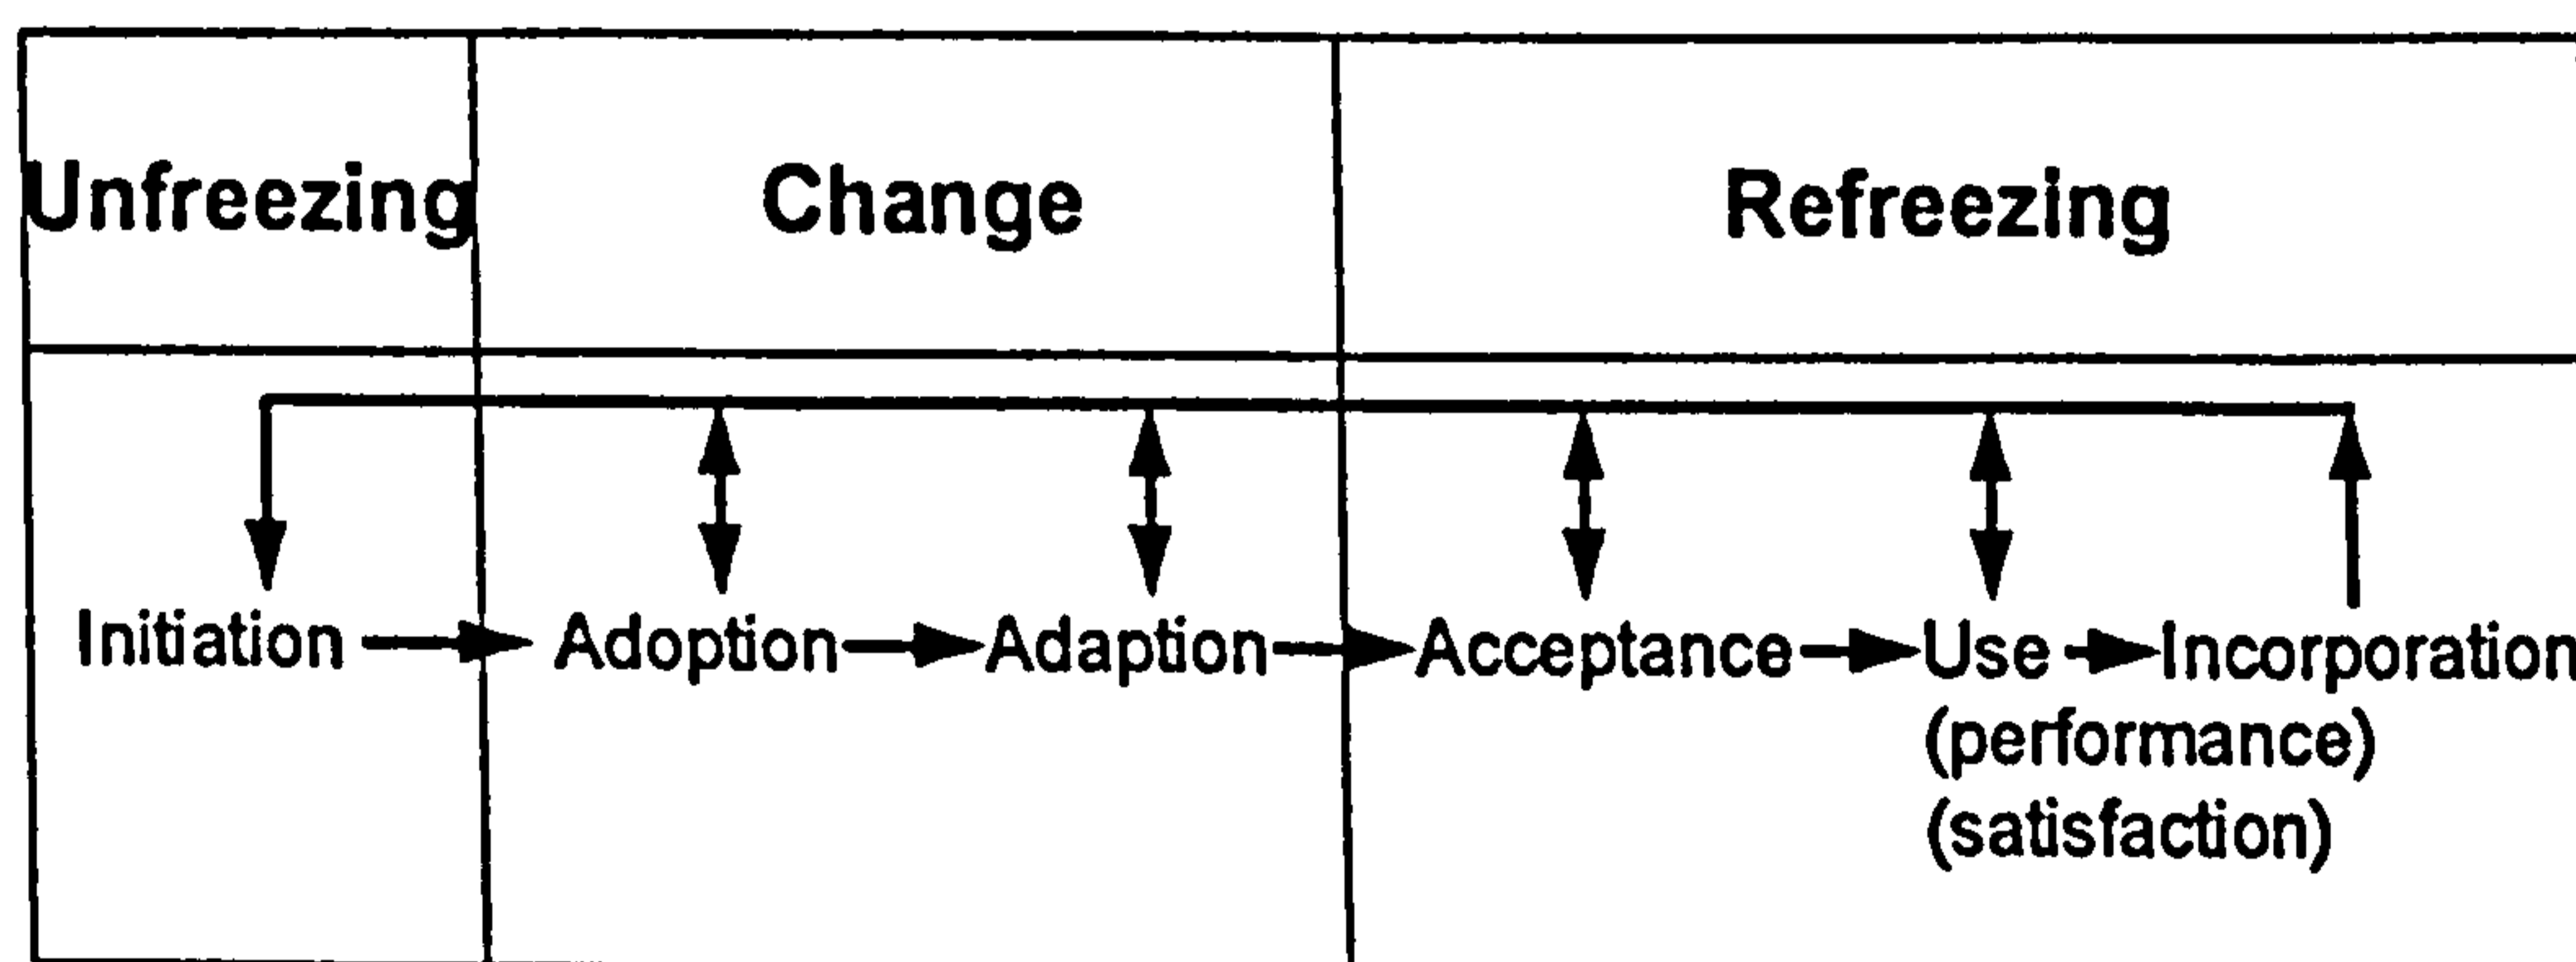 Unfreezing Change Refreezing
Initiation Adoption Adaption Acceptance Use Incorporation
(performance)
(satisfaction)